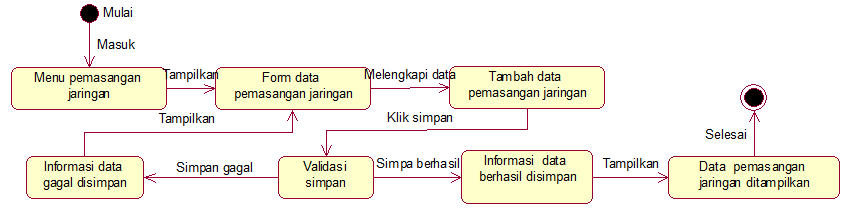 Mulai
Masuk
Menu pemasangan
jaringan
Tampilkan
Form data
pemasangan jaringan
Melengkapi data
Tambah data
pemasangan jaringan
Klik simpan
Tampilkan
Informasi data
gagal disimpan
Simpan gagal
Validasi
simpan
Simpa berhasil
Informasi data
berhasil disimpan
Tampilkan
Data pemasangan
jaringan ditampilkan
Selesai